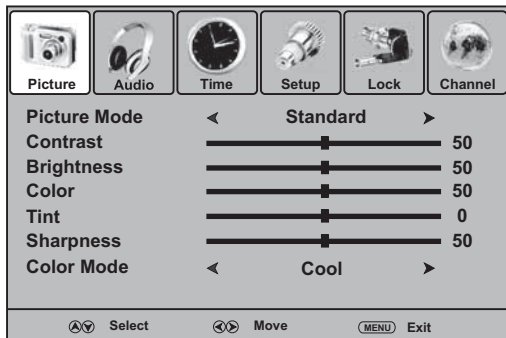 Picture Audio Time Setup Lock Channel
Picture Mode Standard
Contrast 50
Brightness 50
Color 50
Tint 0
Sharpness 50
Color Mode Cool
Select Move MENU Exit